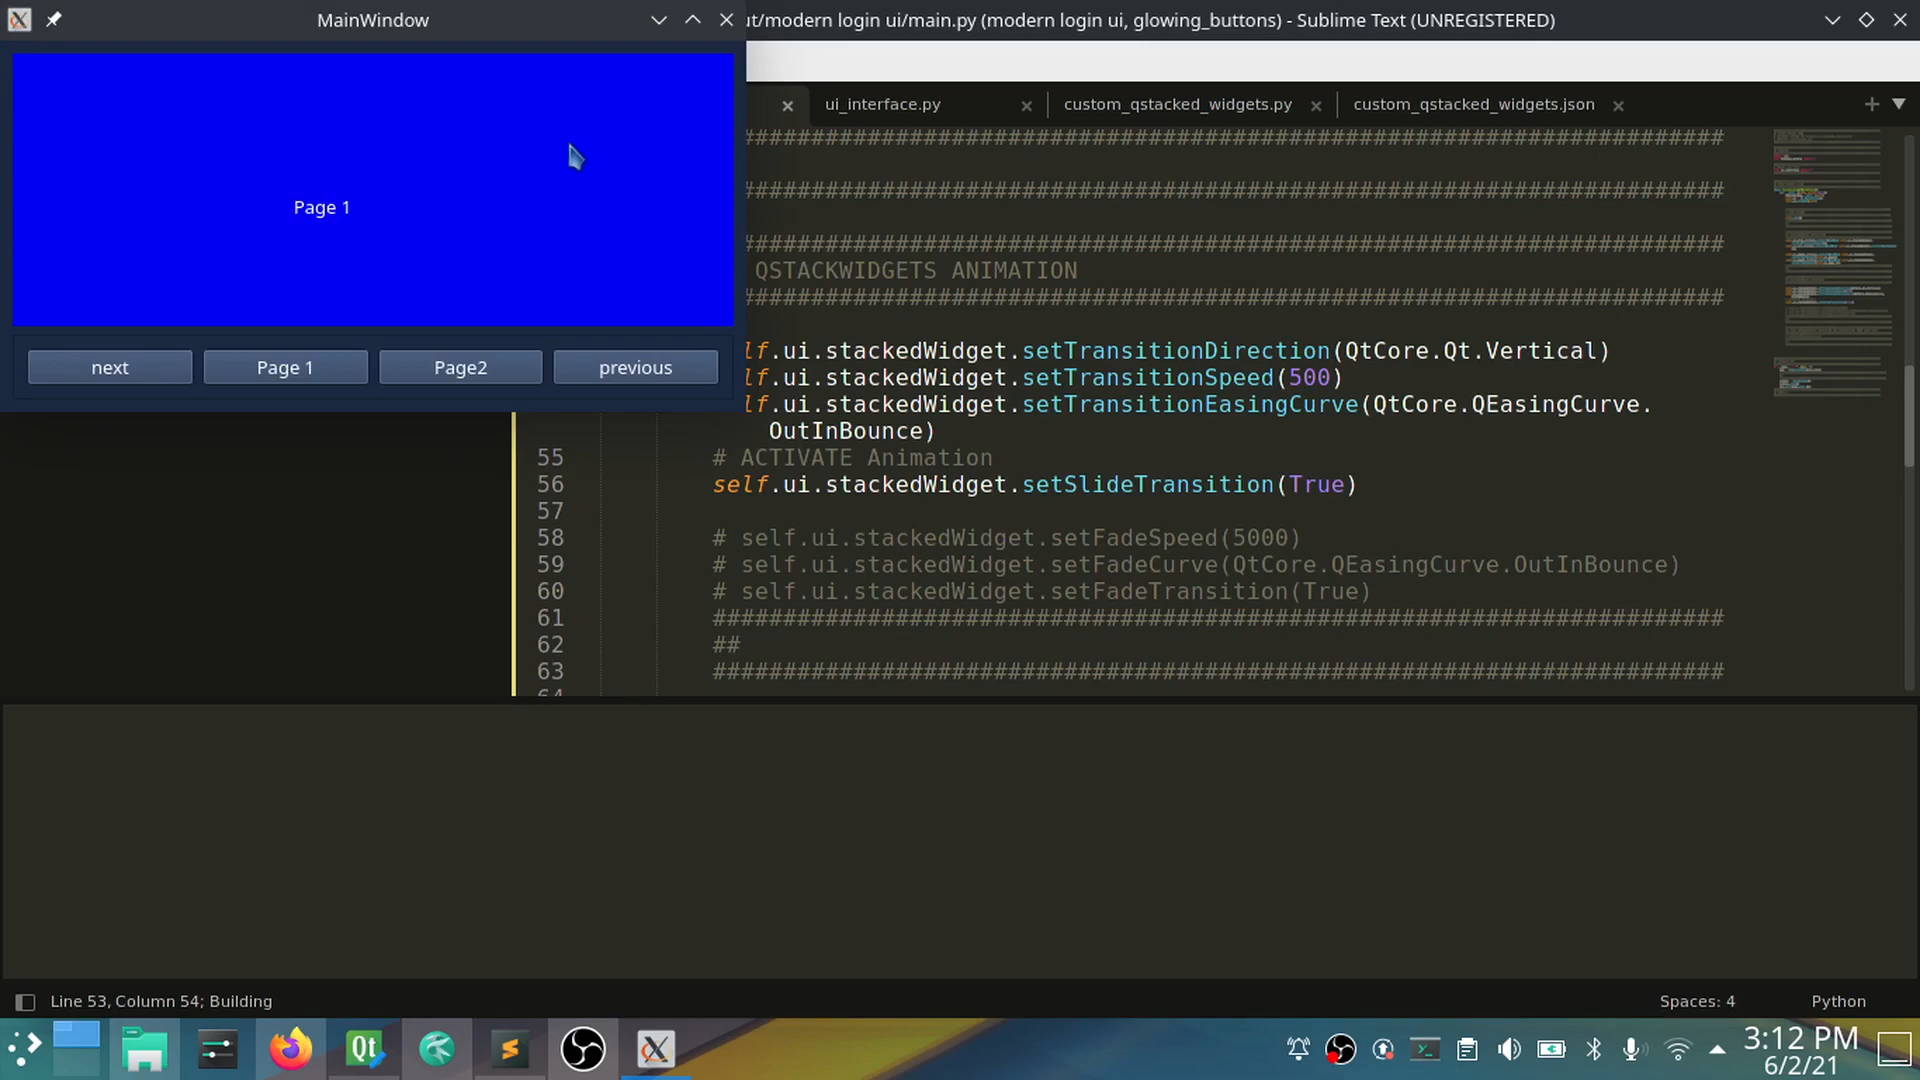 MainWindow
ut/modern login ui/main.py (modern login ui, glowing_buttons) - Sublime Text (UNREGISTERED)
ui_interface.py
custom_qstacked_widgets.py
custom_qstacked_widgets.json
Page 1
next
Page 1
Page2
previous
QSTACKWIDGETS ANIMATION
lf.ui.stackedWidget.setTransitionDirection(QtCore.Qt.Vertical)
lf.ui.stackedWidget.setTransitionSpeed(500)
lf.ui.stackedWidget.setTransitionEasingCurve(QtCore.QEasingCurve.
OutInBounce)
55 # ACTIVATE Animation
56 self.ui.stackedWidget.setSlideTransition(True)
57
58 # self.ui.stackedWidget.setFadeSpeed(5000)
59 # self.ui.stackedWidget.setFadeCurve(QtCore.QEasingCurve.OutInBounce)
60 # self.ui.stackedWidget.setFadeTransition(True)
61 ########################################################################
62 ##
63 ########################################################################
Line 53, Column 54; Building
Spaces: 4
Python
Qt
3:12 PM
6/2/21